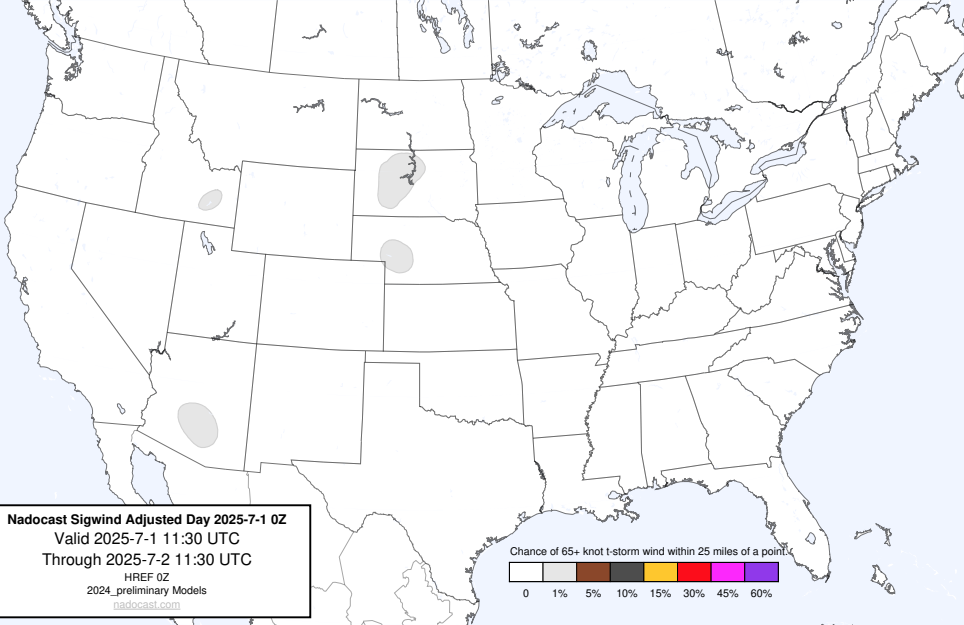 Nadocast Sigwind Adjusted Day 2025-7-1 0Z
Valid 2025-7-1 11:30 UTC
Through 2025-7-2 11:30 UTC
HREF 0Z
2024_preliminary Models
nadocast.com
Chance of 65+ knot t-storm wind within 25 miles of a point.
0 1% 5% 10% 15% 30% 45% 60%